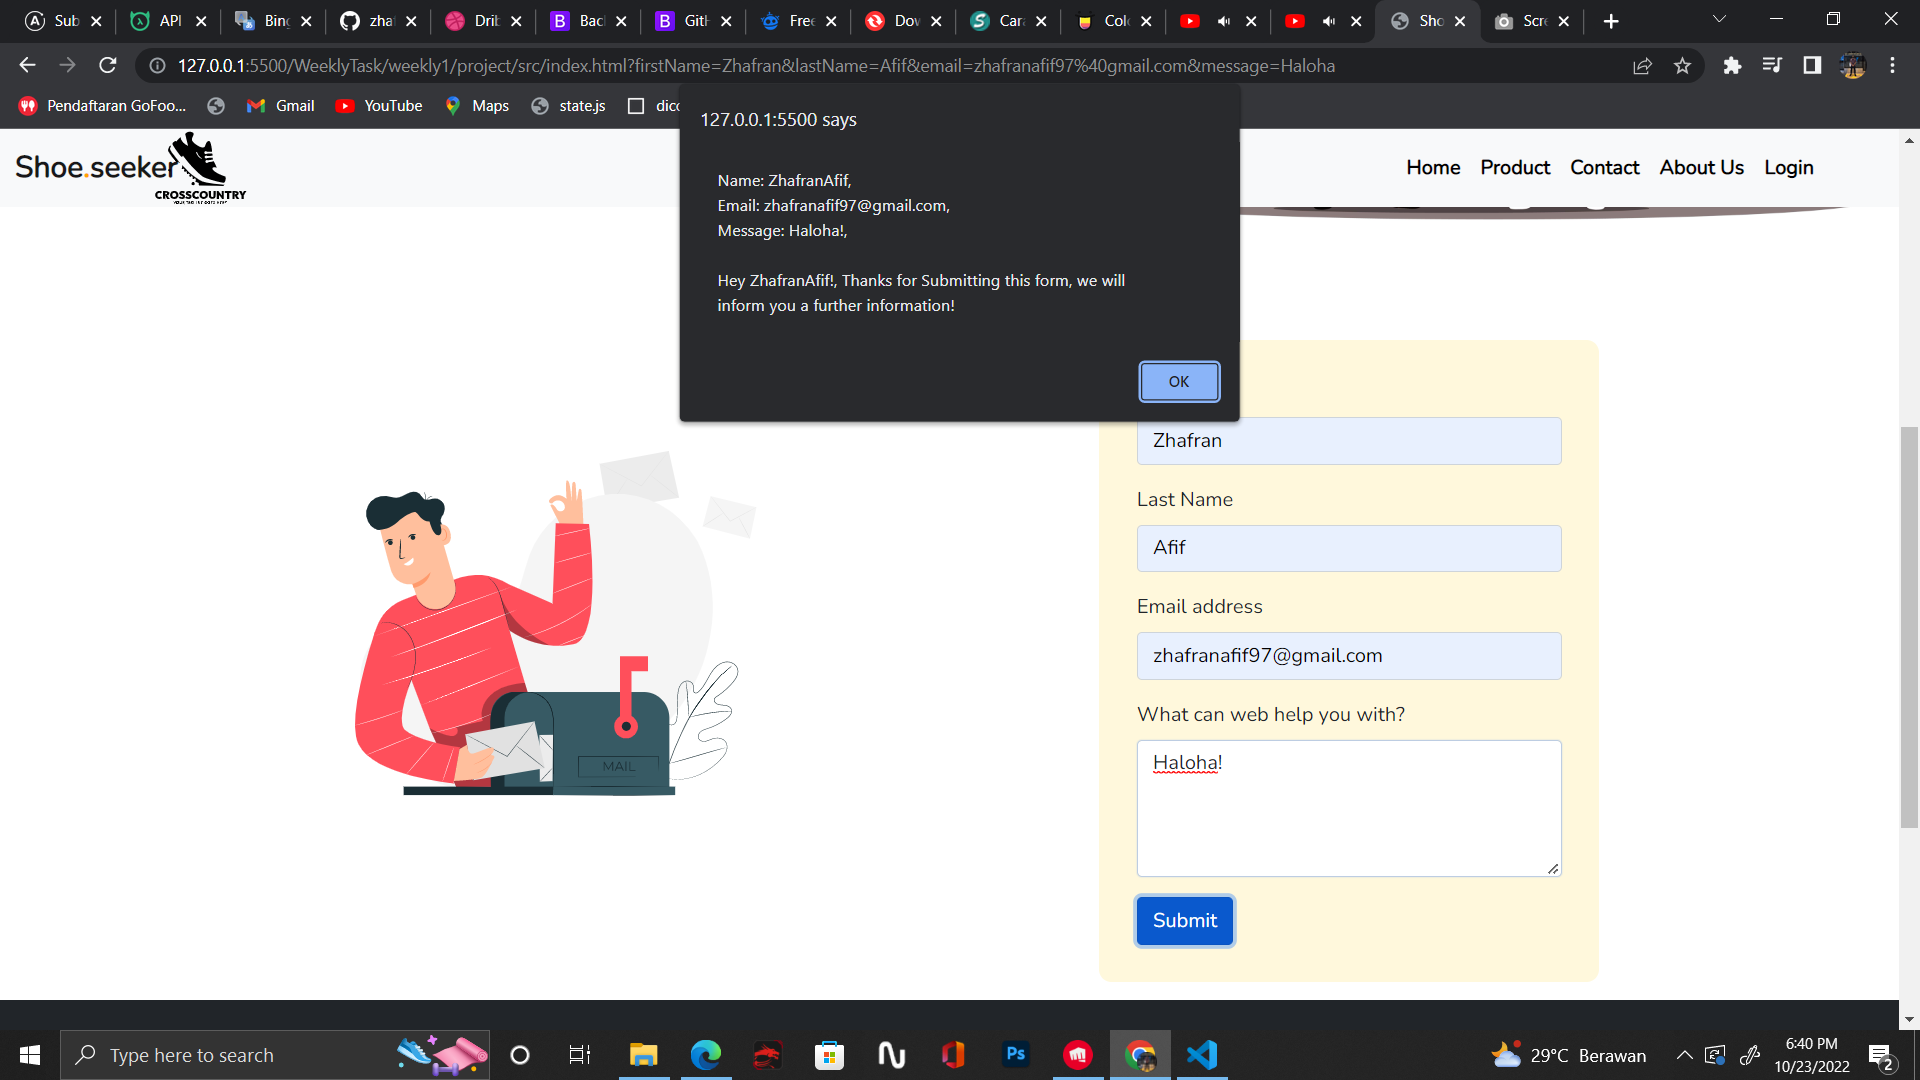 Sub
API
Bing
zha
Drib
Bac
GitH
Free
Dov
Cara
Colo
Sho
Scre
127.0.0.1:5500/WeeklyTask/weekly1/project/src/index.html?firstName=Zhafran&lastName=Afif&email=zhafranafif97%40gmail.com&message=Haloha
Pendaftaran GoFoo...
Gmail
YouTube
Maps
state.js
dico
127.0.0.1:5500 says
Name: ZhafranAfif,
Email: zhafranafif97@gmail.com,
Message: Haloha!,
Hey ZhafranAfif!, Thanks for Submitting this form, we will
inform you a further information!
OK
Shoe.seeker
CROSSCOUNTRY
Home Product Contact About Us Login
Zhafran
Last Name
Afif
Email address
zhafranafif97@gmail.com
What can web help you with?
Haloha!
Submit
MAIL
Type here to search
Ps
29°C Berawan
6:40 PM
10/23/2022
2